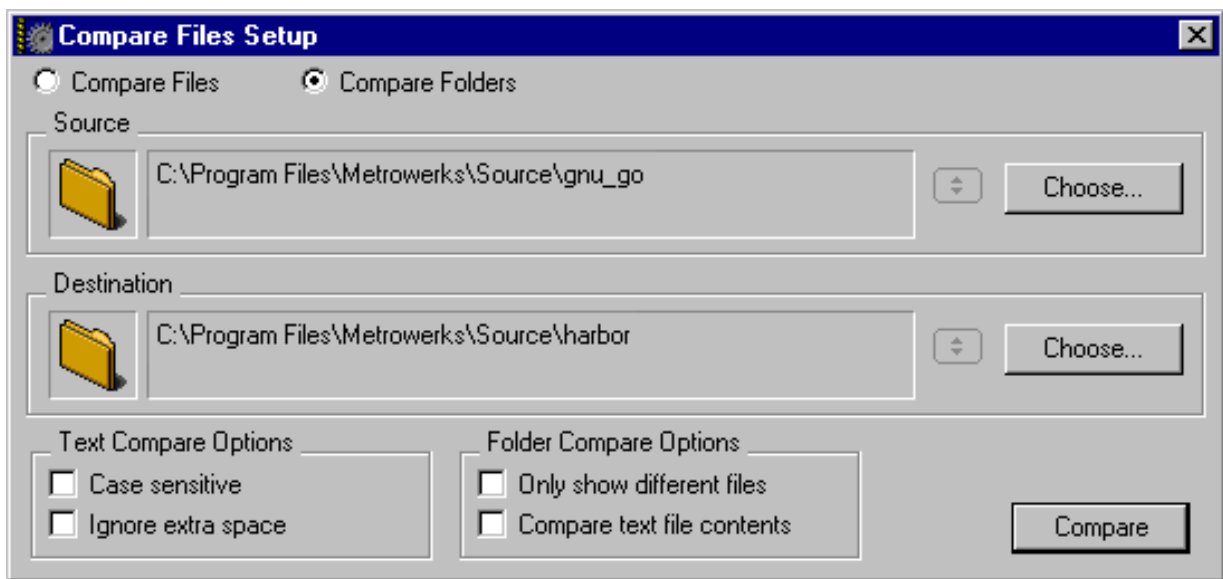 Compare Files Setup
Compare Files Compare Folders
Source
C:\Program Files\Metrowerks\Source\gnu_go
Choose...
Destination
C:\Program Files\Metrowerks\Source\harbor
Choose...
Text Compare Options
Case sensitive
Ignore extra space
Folder Compare Options
Only show different files
Compare text file contents
Compare